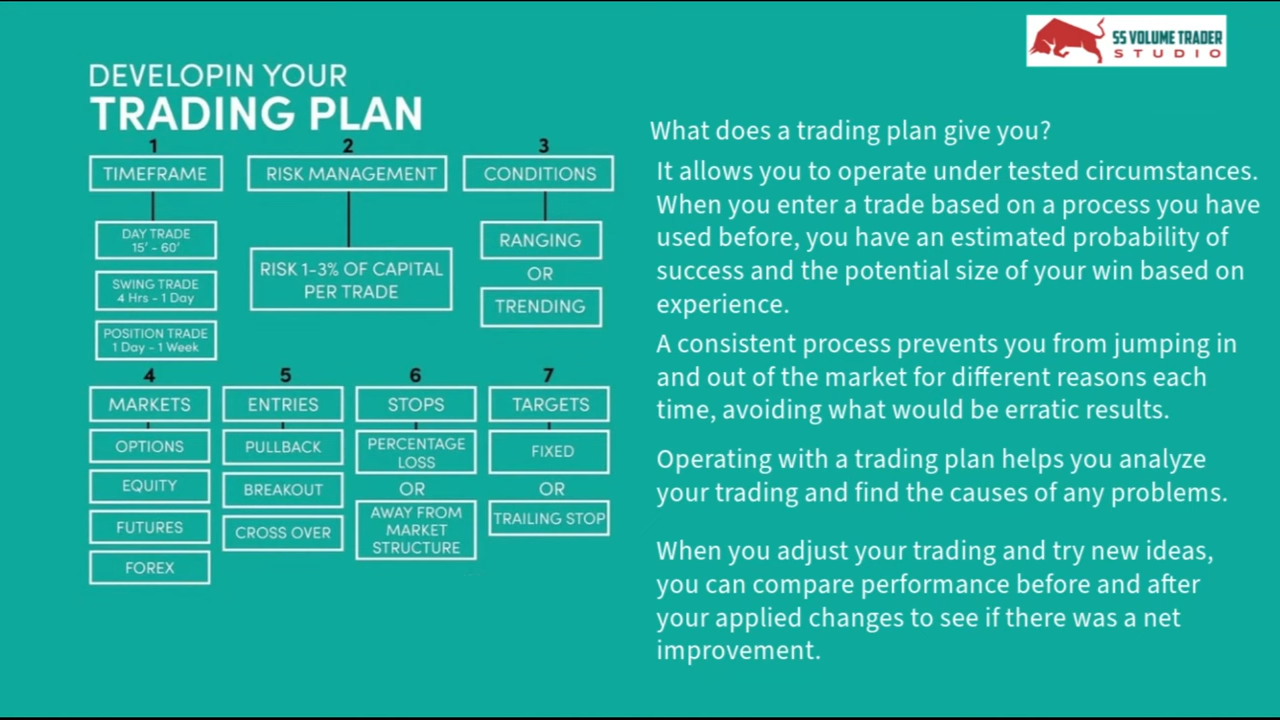 SS VOLUME TRADER
STUDIO
DEVELOPIN YOUR
TRADING PLAN
1
TIMEFRAME
DAY TRADE
15' - 60'
SWING TRADE
4 Hrs - 1 Day
POSITION TRADE
1 Day - 1 Week
2
RISK MANAGEMENT
RISK 1-3% OF CAPITAL
PER TRADE
3
CONDITIONS
RANGING
OR
TRENDING
4
MARKETS
OPTIONS
EQUITY
FUTURES
FOREX
5
ENTRIES
PULLBACK
BREAKOUT
CROSS OVER
6
STOPS
PERCENTAGE
LOSS
OR
AWAY FROM
MARKET
STRUCTURE
7
TARGETS
FIXED
OR
TRAILING STOP
What does a trading plan give you?
It allows you to operate under tested circumstances.
When you enter a trade based on a process you have
used before, you have an estimated probability of
success and the potential size of your win based on
experience.
A consistent process prevents you from jumping in
and out of the market for different reasons each
time, avoiding what would be erratic results.
Operating with a trading plan helps you analyze
your trading and find the causes of any problems.
When you adjust your trading and try new ideas,
you can compare performance before and after
your applied changes to see if there was a net
improvement.